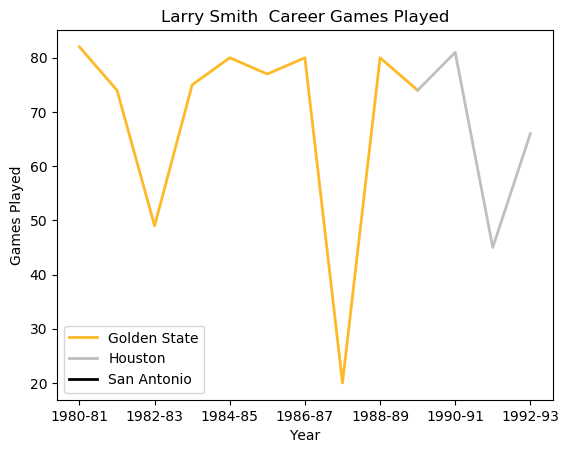 Larry Smith  Career Games Played
Games Played
80
70
60
50
40
30
20
Golden State
Houston
San Antonio
1980-81 1982-83 1984-85 1986-87 1988-89 1990-91 1992-93
Year